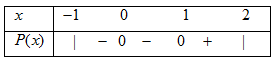 x −1 0 1 2
P(x) | − 0 − 0 + |